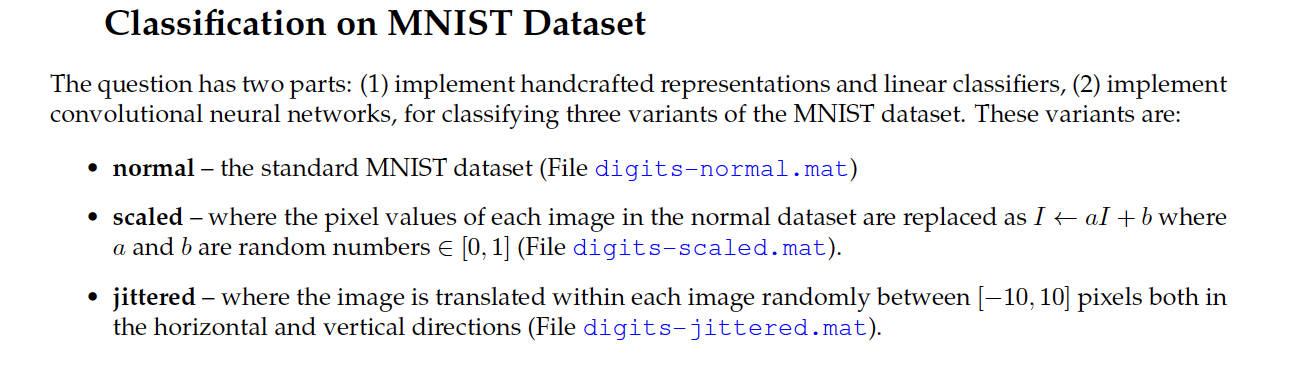 Classification on MNIST Dataset
The question has two parts: (1) implement handcrafted representations and linear classifiers, (2) implement
convolutional neural networks, for classifying three variants of the MNIST dataset. These variants are:
• normal – the standard MNIST dataset (File digits-normal.mat)
• scaled – where the pixel values of each image in the normal dataset are replaced as I ← aI + b where
a and b are random numbers ∈ [0, 1] (File digits-scaled.mat).
• jittered – where the image is translated within each image randomly between [−10, 10] pixels both in
the horizontal and vertical directions (File digits-jittered.mat).